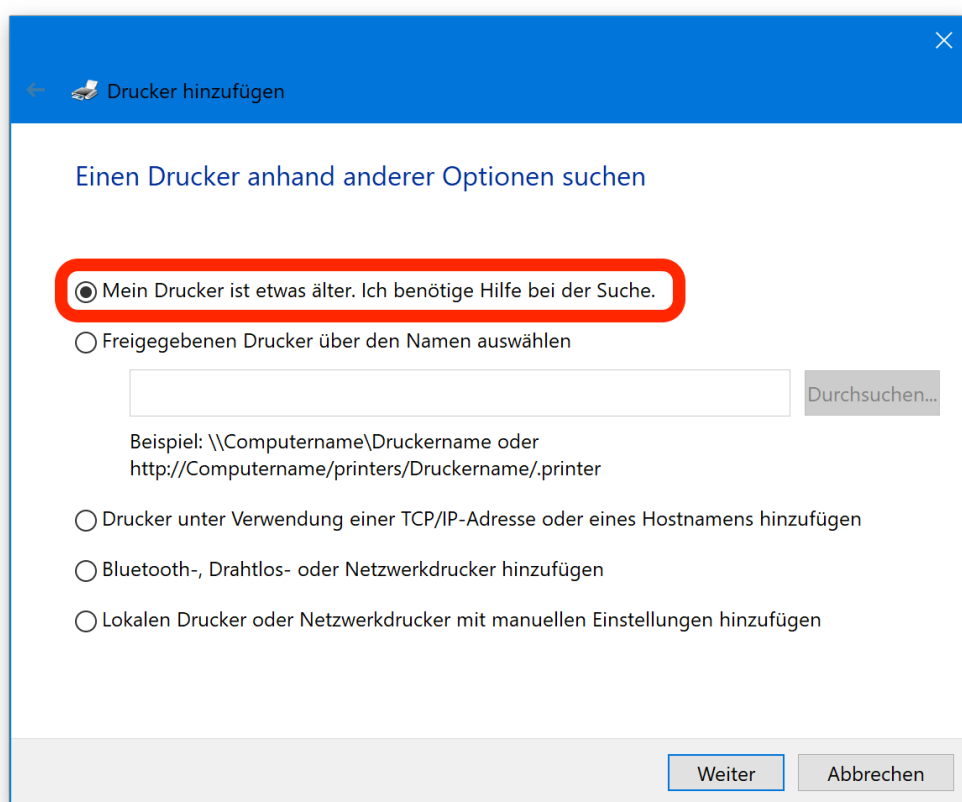 Drucker hinzufügen
Einen Drucker anhand anderer Optionen suchen
Mein Drucker ist etwas älter. Ich benötige Hilfe bei der Suche.
Freigegebenen Drucker über den Namen auswählen
Durchsuchen...
Beispiel: \\Computername\Druckername oder
http://Computername/printers/Druckername/.printer
Drucker unter Verwendung einer TCP/IP-Adresse oder eines Hostnamens hinzufügen
Bluetooth-, Drahtlos- oder Netzwerkdrucker hinzufügen
Lokalen Drucker oder Netzwerkdrucker mit manuellen Einstellungen hinzufügen
Weiter Abbrechen